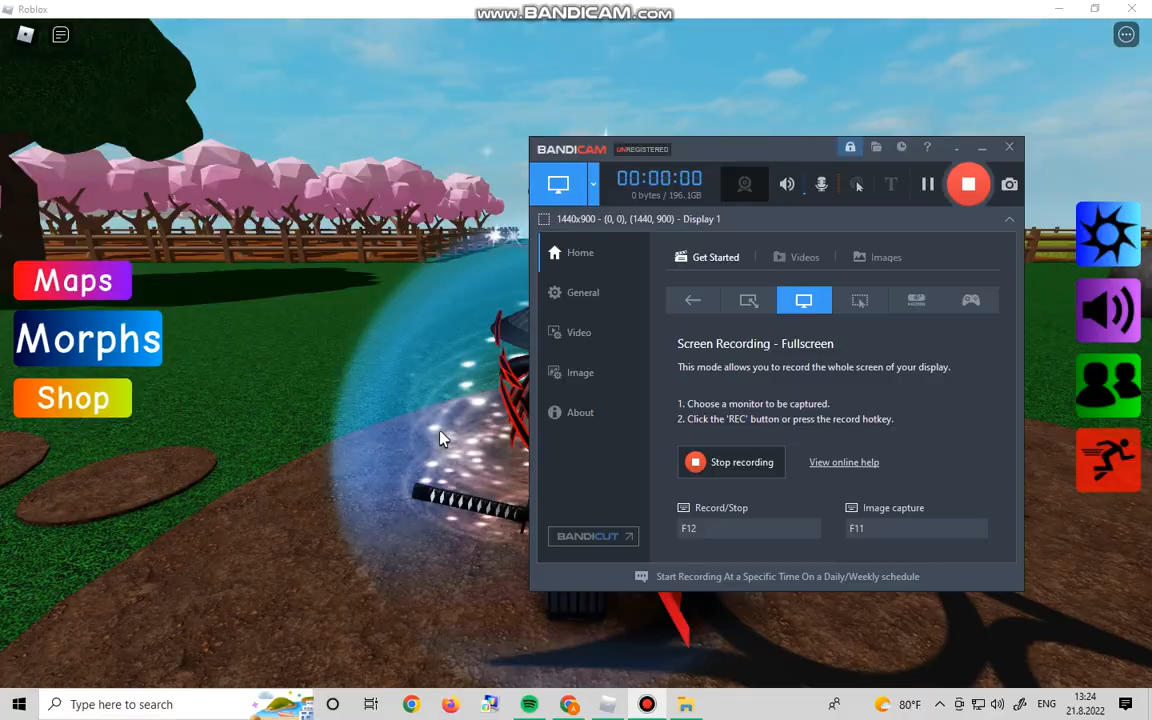 Roblox
www.BANDICAM.com
BANDICAM UNREGISTERED
00:00:00
0 bytes / 196.1GB
T
1440x900 - (0, 0), (1440, 900) - Display 1
Home
General
Video
Image
About
BANDICUT
Get Started
Videos
Images
Screen Recording - Fullscreen
This mode allows you to record the whole screen of your display.
1. Choose a monitor to be captured.
2. Click the 'REC' button or press the record hotkey.
Stop recording
View online help
Record/Stop
Image capture
F12
F11
Start Recording At a Specific Time On a Daily/Weekly schedule
Maps
Morphs
Shop
Type here to search
80°F
ENG
13:24
21.8.2022